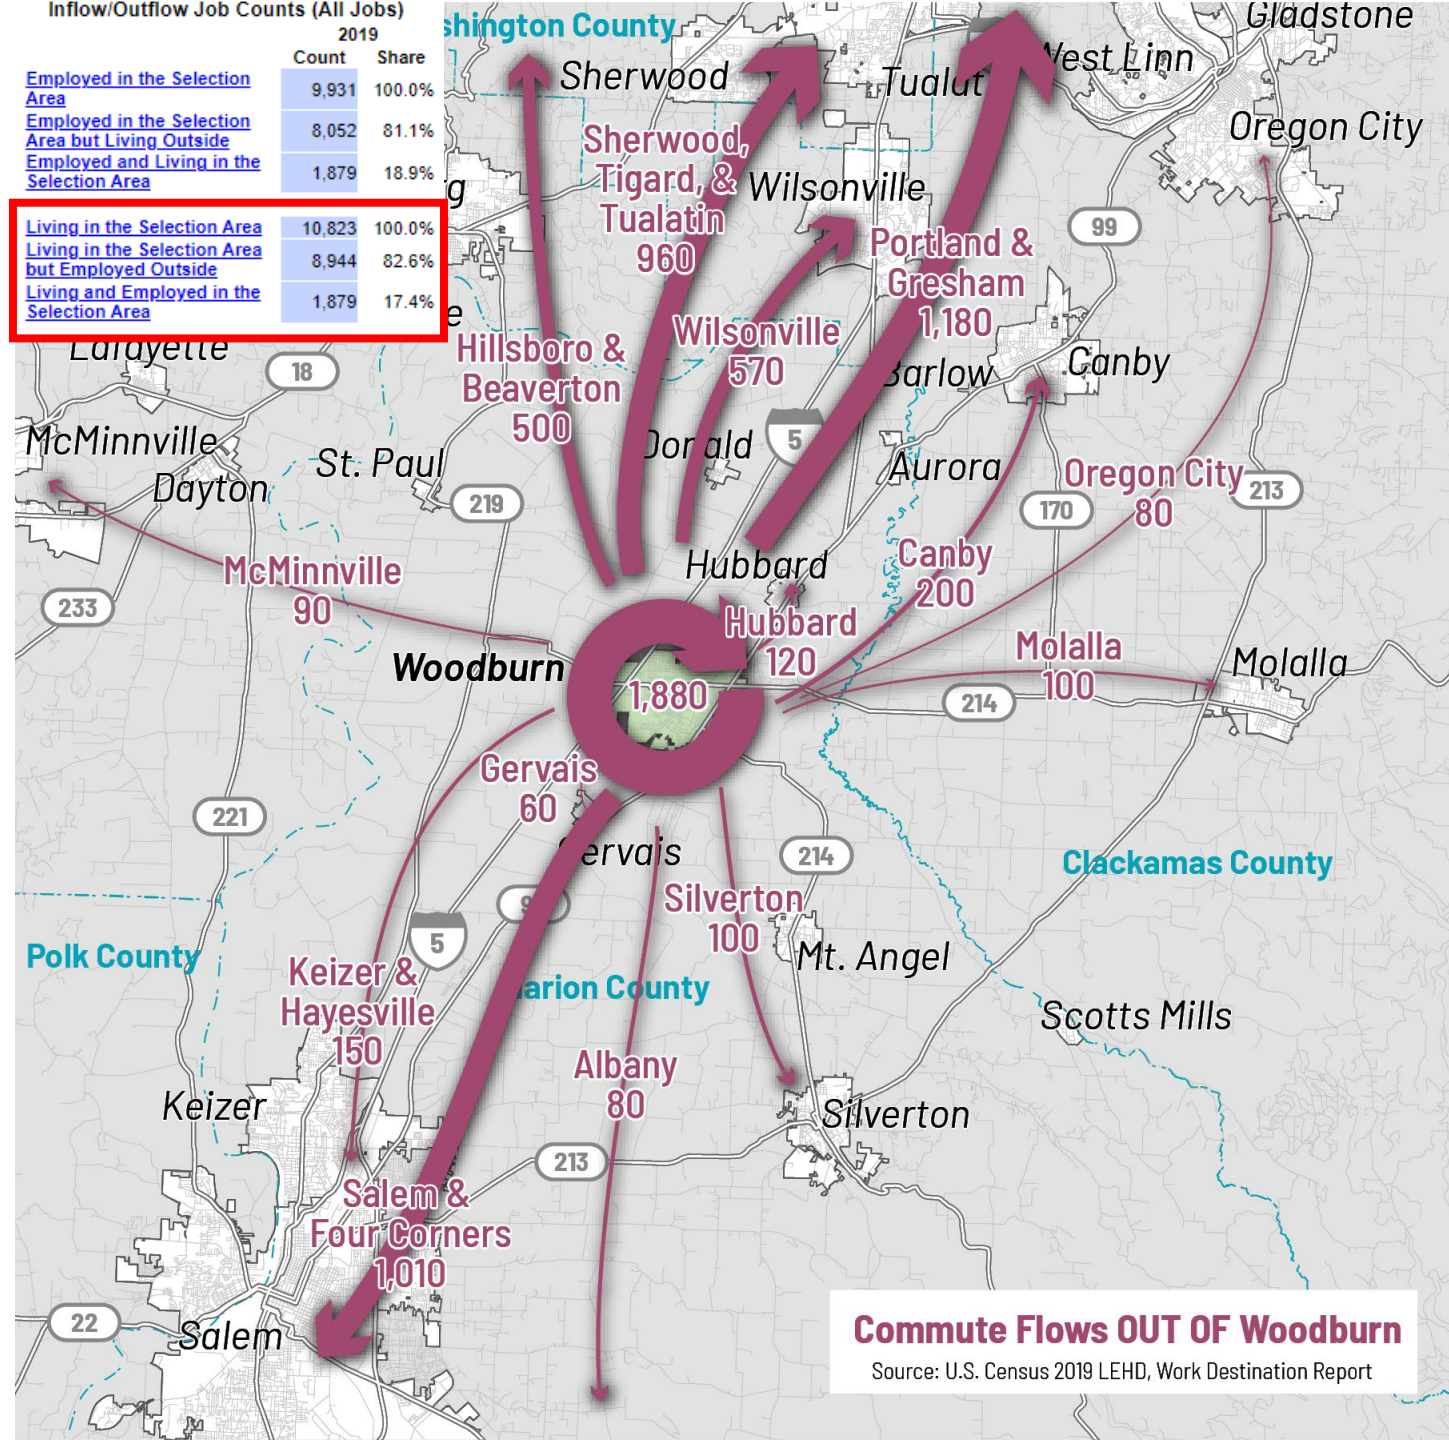 Inflow/Outflow Job Counts (All Jobs)
2019
Count Share
Employed in the Selection Area 9,931 100.0%
Employed in the Selection Area but Living Outside 8,052 81.1%
Employed and Living in the Selection Area 1,879 18.9%
Living in the Selection Area 10,823 100.0%
Living in the Selection Area but Employed Outside 8,944 82.6%
Living and Employed in the Selection Area 1,879 17.4%
shington County
Gladstone
West Linn
Sherwood
Tualat
Oregon City
Sherwood,
Tigard, &
Tualatin
960
Wilsonville
g
99
Portland &
Gresham
1,180
e
Wilsonville
570
Hillsboro &
Beaverton
500
Lafayette
18
Barlow
Canby
McMinnville
Dayton
St. Paul
219
Donald
5
Aurora
Oregon City
80
213
170
Hubbard
Canby
200
McMinnville
90
233
Hubbard
120
Woodburn
1,880
Molalla
100
Molalla
214
Gervais
60
221
Gervais
214
Clackamas County
9
Silverton
100
5
Polk County
Mt. Angel
Keizer &
Hayesville
150
arion County
Scotts Mills
Albany
80
Keizer
Silverton
213
Salem &
Four Corners
1,010
22
Salem
Commute Flows OUT OF Woodburn
Source: U.S. Census 2019 LEHD, Work Destination Report